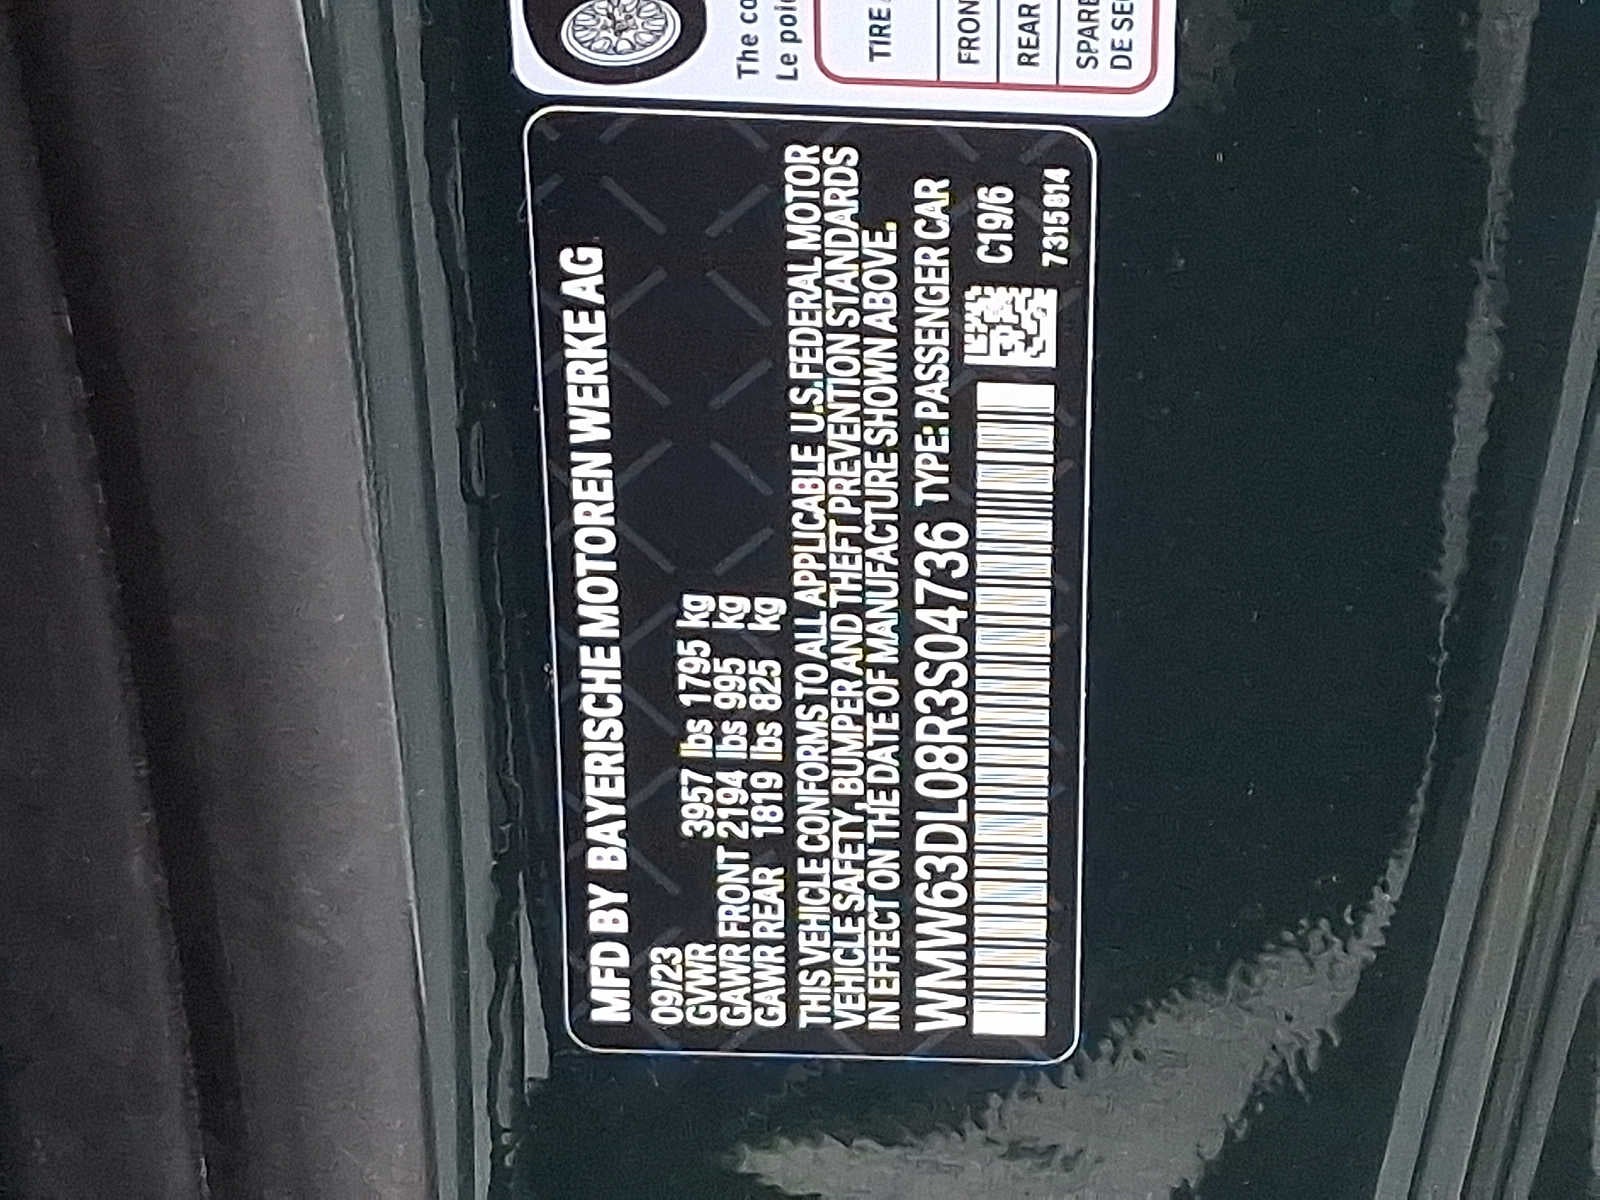 The co
Le poid
TIRE
FRON
REAR
SPARE
DE SE
MFD BY BAYERISCHE MOTOREN WERKE AG
09/23
GVWR 3957 lbs 1795 kg
GAWR FRONT 2194 lbs 995 kg
GAWR REAR 1819 lbs 825 kg
THIS VEHICLE CONFORMS TO ALL APPLICABLE U.S.FEDERAL MOTOR
VEHICLE SAFETY, BUMPER AND THEFT PREVENTION STANDARDS
IN EFFECT ON THE DATE OF MANUFACTURE SHOWN ABOVE.
WMW63DL08R3S04736 TYPE: PASSENGER CAR
C19/6
7315814